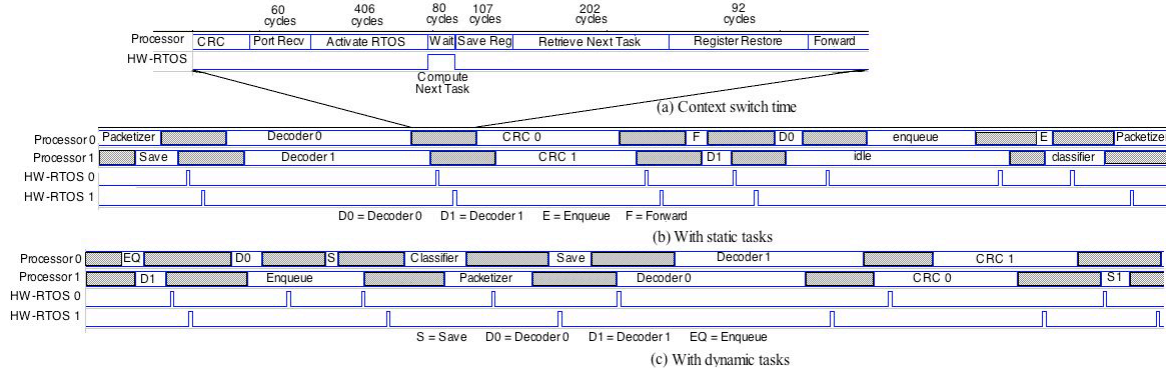 60 cycles 406 cycles 80 cycles 107 cycles 202 cycles 92 cycles
Processor CRC Port Recv Activate RTOS Wait Save Reg Retrieve Next Task Register Restore Forward
HW-RTOS
Compute Next Task
(a) Context switch time
Processor 0 Packetizer Decoder 0 CRC 0 F D0 enqueue E Packetize
Processor 1 Save Decoder 1 CRC 1 D1 idle classifier
HW-RTOS 0
HW-RTOS 1
D0 = Decoder 0 D1 = Decoder 1 E = Enqueue F = Forward
(b) With static tasks
Processor 0 EQ D0 S Classifier Save Decoder 1 CRC 1
Processor 1 D1 Enqueue Packetizer Decoder 0 CRC 0 S1
HW-RTOS 0
HW-RTOS 1
S = Save D0 = Decoder 0 D1 = Decoder 1 EQ = Enqueue
(c) With dynamic tasks